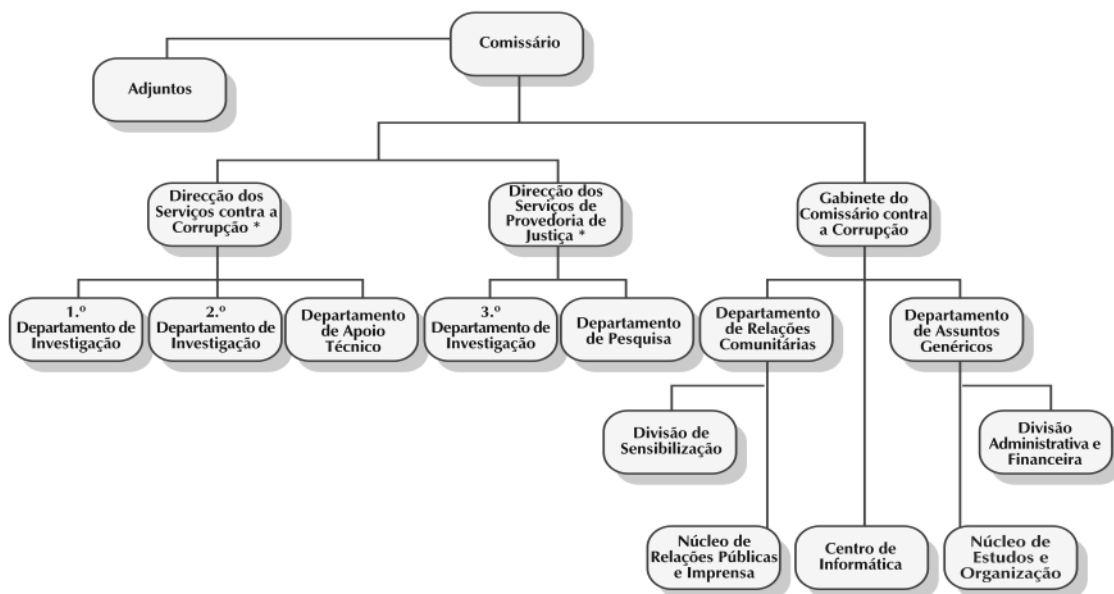 Comissário
Adjuntos
Direcção dos
Serviços contra a
Corrupção *
Direcção dos
Serviços de
Provedoria de
Justiça *
Gabinete do
Comissário contra
a Corrupção
1.º
Departamento de
Investigação
2.º
Departamento de
Investigação
Departamento
de Apoio
Técnico
3.º
Departamento de
Investigação
Departamento
de Pesquisa
Departamento
de Relações
Comunitárias
Departamento
de Assuntos
Genéricos
Divisão de
Sensibilização
Divisão
Administrativa e
Financeira
Núcleo de
Relações Públicas
e Imprensa
Centro de
Informática
Núcleo de
Estudos e
Organização